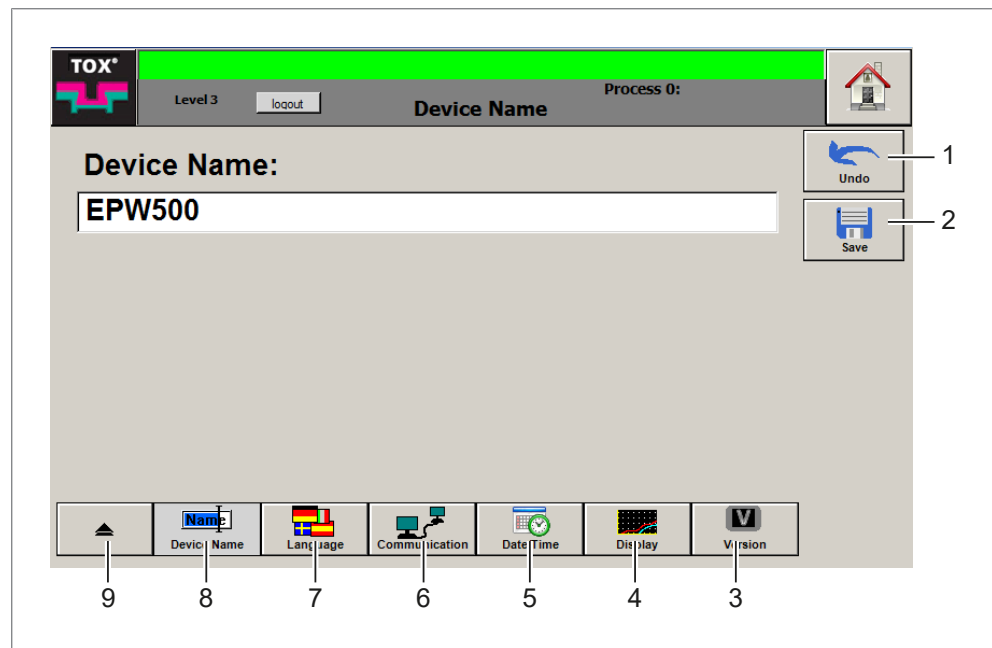 TOX®
Level 3
logout
Device Name
Process 0:
Device Name:
EPW500
Undo
1
Save
2
Name
Device Name
Language
Communication
Date/Time
Display
V
Version
9
8
7
6
5
4
3